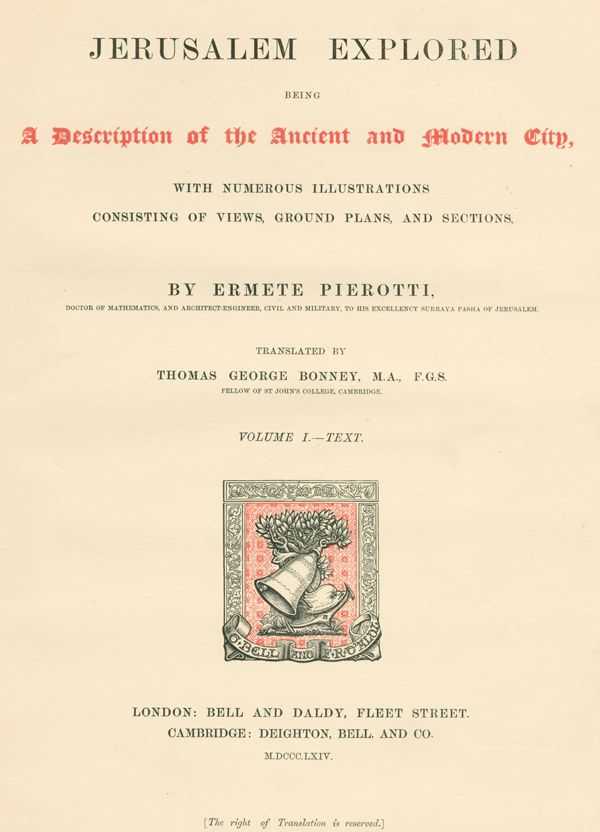 JERUSALEM EXPLORED
BEING
A Description of the Ancient and Modern City,
WITH NUMEROUS ILLUSTRATIONS
CONSISTING OF VIEWS, GROUND PLANS, AND SECTIONS,
BY ERMETE PIEROTTI,
DOCTOR OF MATHEMATICS, AND ARCHITECT-ENGINEER, CIVIL AND MILITARY, TO HIS EXCELLENCY SURRAYA PASHA OF JERUSALEM.
TRANSLATED BY
THOMAS GEORGE BONNEY, M.A., F.G.S.
FELLOW OF ST JOHN'S COLLEGE, CAMBRIDGE.
VOLUME I.—TEXT.
G. BELL AND F. R. DALDY
LONDON: BELL AND DALDY, FLEET STREET.
CAMBRIDGE: DEIGHTON, BELL, AND CO.
M.DCCC.LXIV.
[The right of Translation is reserved.]